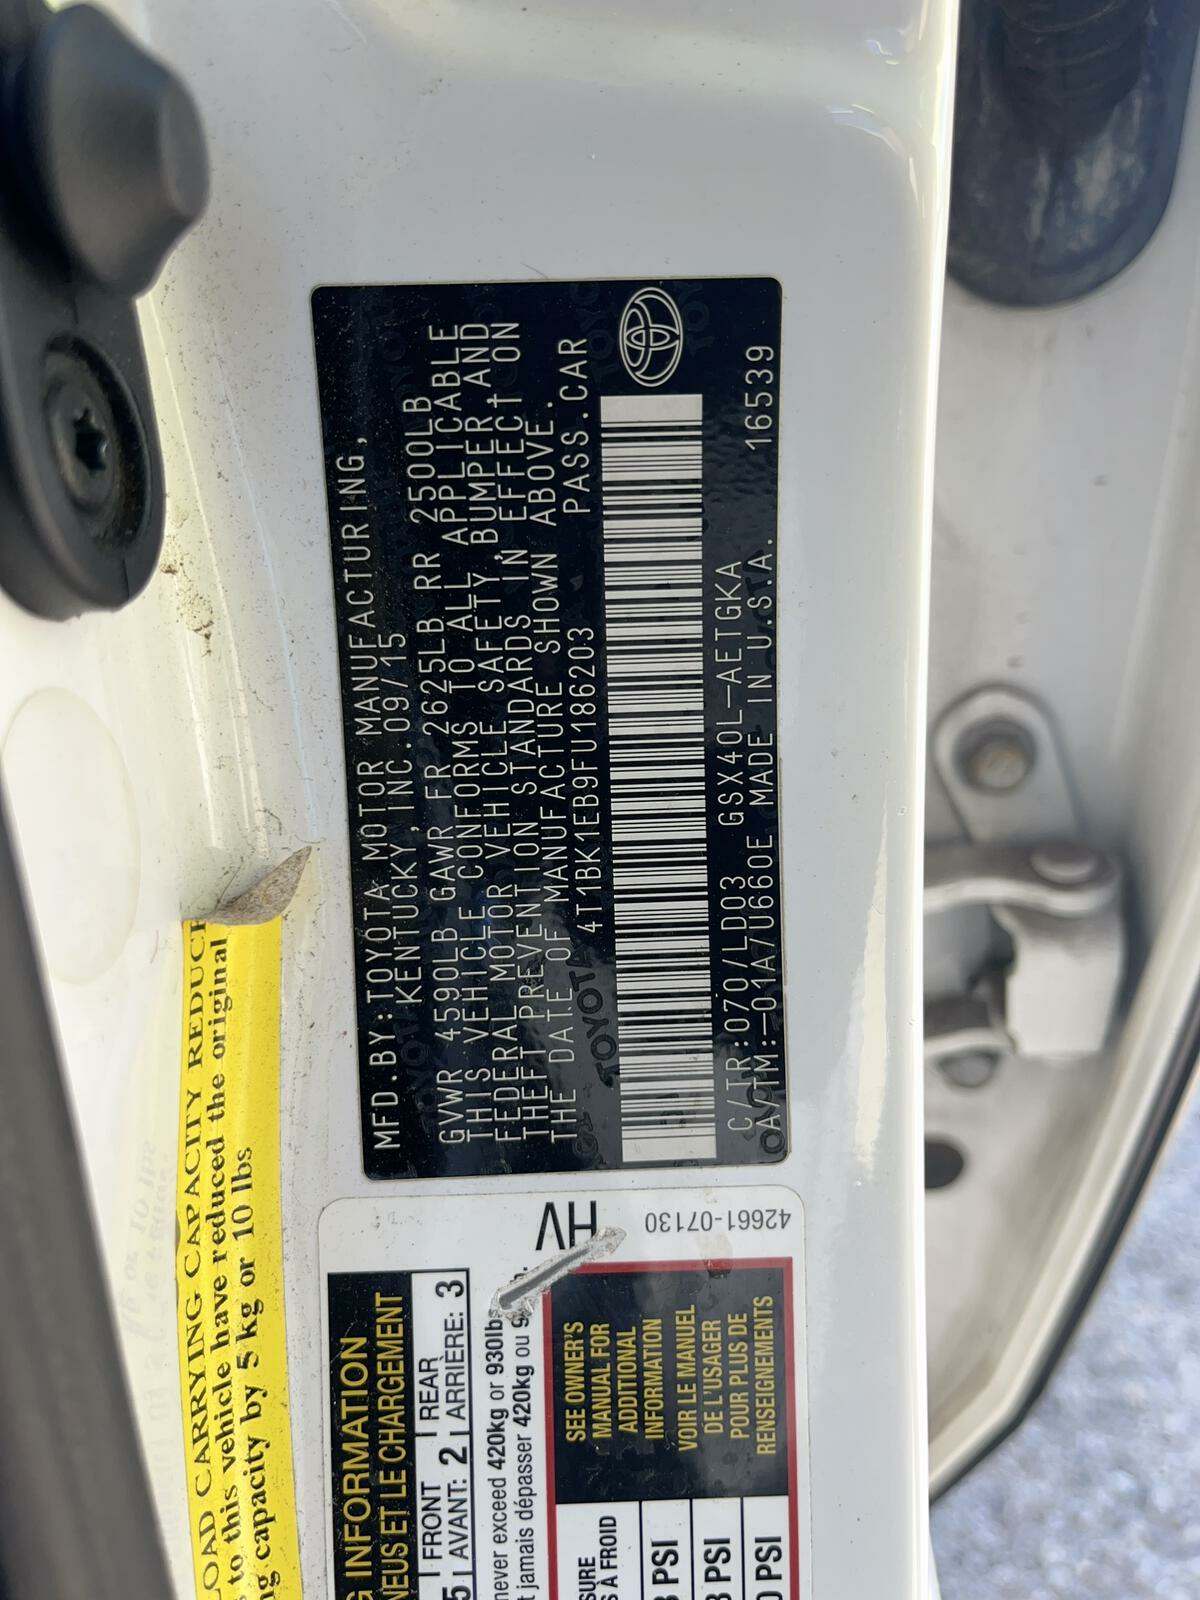 MFD.BY:TOYOTA MOTOR MANUFACTURING,
KENTUCKY, INC. 09/15
GVWR 4590LB GAWR FR 2625LB RR 2500LB
THIS VEHICLE CONFORMS TO ALL APPLICABLE
FEDERAL MOTOR VEHICLE SAFETY, BUMPER AND
THEFT PREVENTION STANDARDS IN EFFECT ON
THE DATE OF MANUFACTURE SHOWN ABOVE.
4T1BK1EB9FU186203 PASS.CAR
TOYOTA
C/TR:070/LD03 GSX40L-AETGKA 16539
A/TM:-01A/U660E MADE IN U.S.A.
LOAD CARRYING CAPACITY REDUCE
to this vehicle have reduced the original
capacity by 5 kg or 10 lbs
HV
42661-07130
INFORMATION
ET LE CHARGEMENT
5 FRONT 2 REAR 3
AVANT: ARRIÈRE:
never exceed 420kg or 930lbs
jamais dépasser 420kg ou
SEE OWNER'S
MANUAL FOR
ADDITIONAL
INFORMATION
VOIR LE MANUEL
DE L'USAGER
POUR PLUS DE
RENSEIGNEMENTS
À FROID
PSI
PSI
PSI